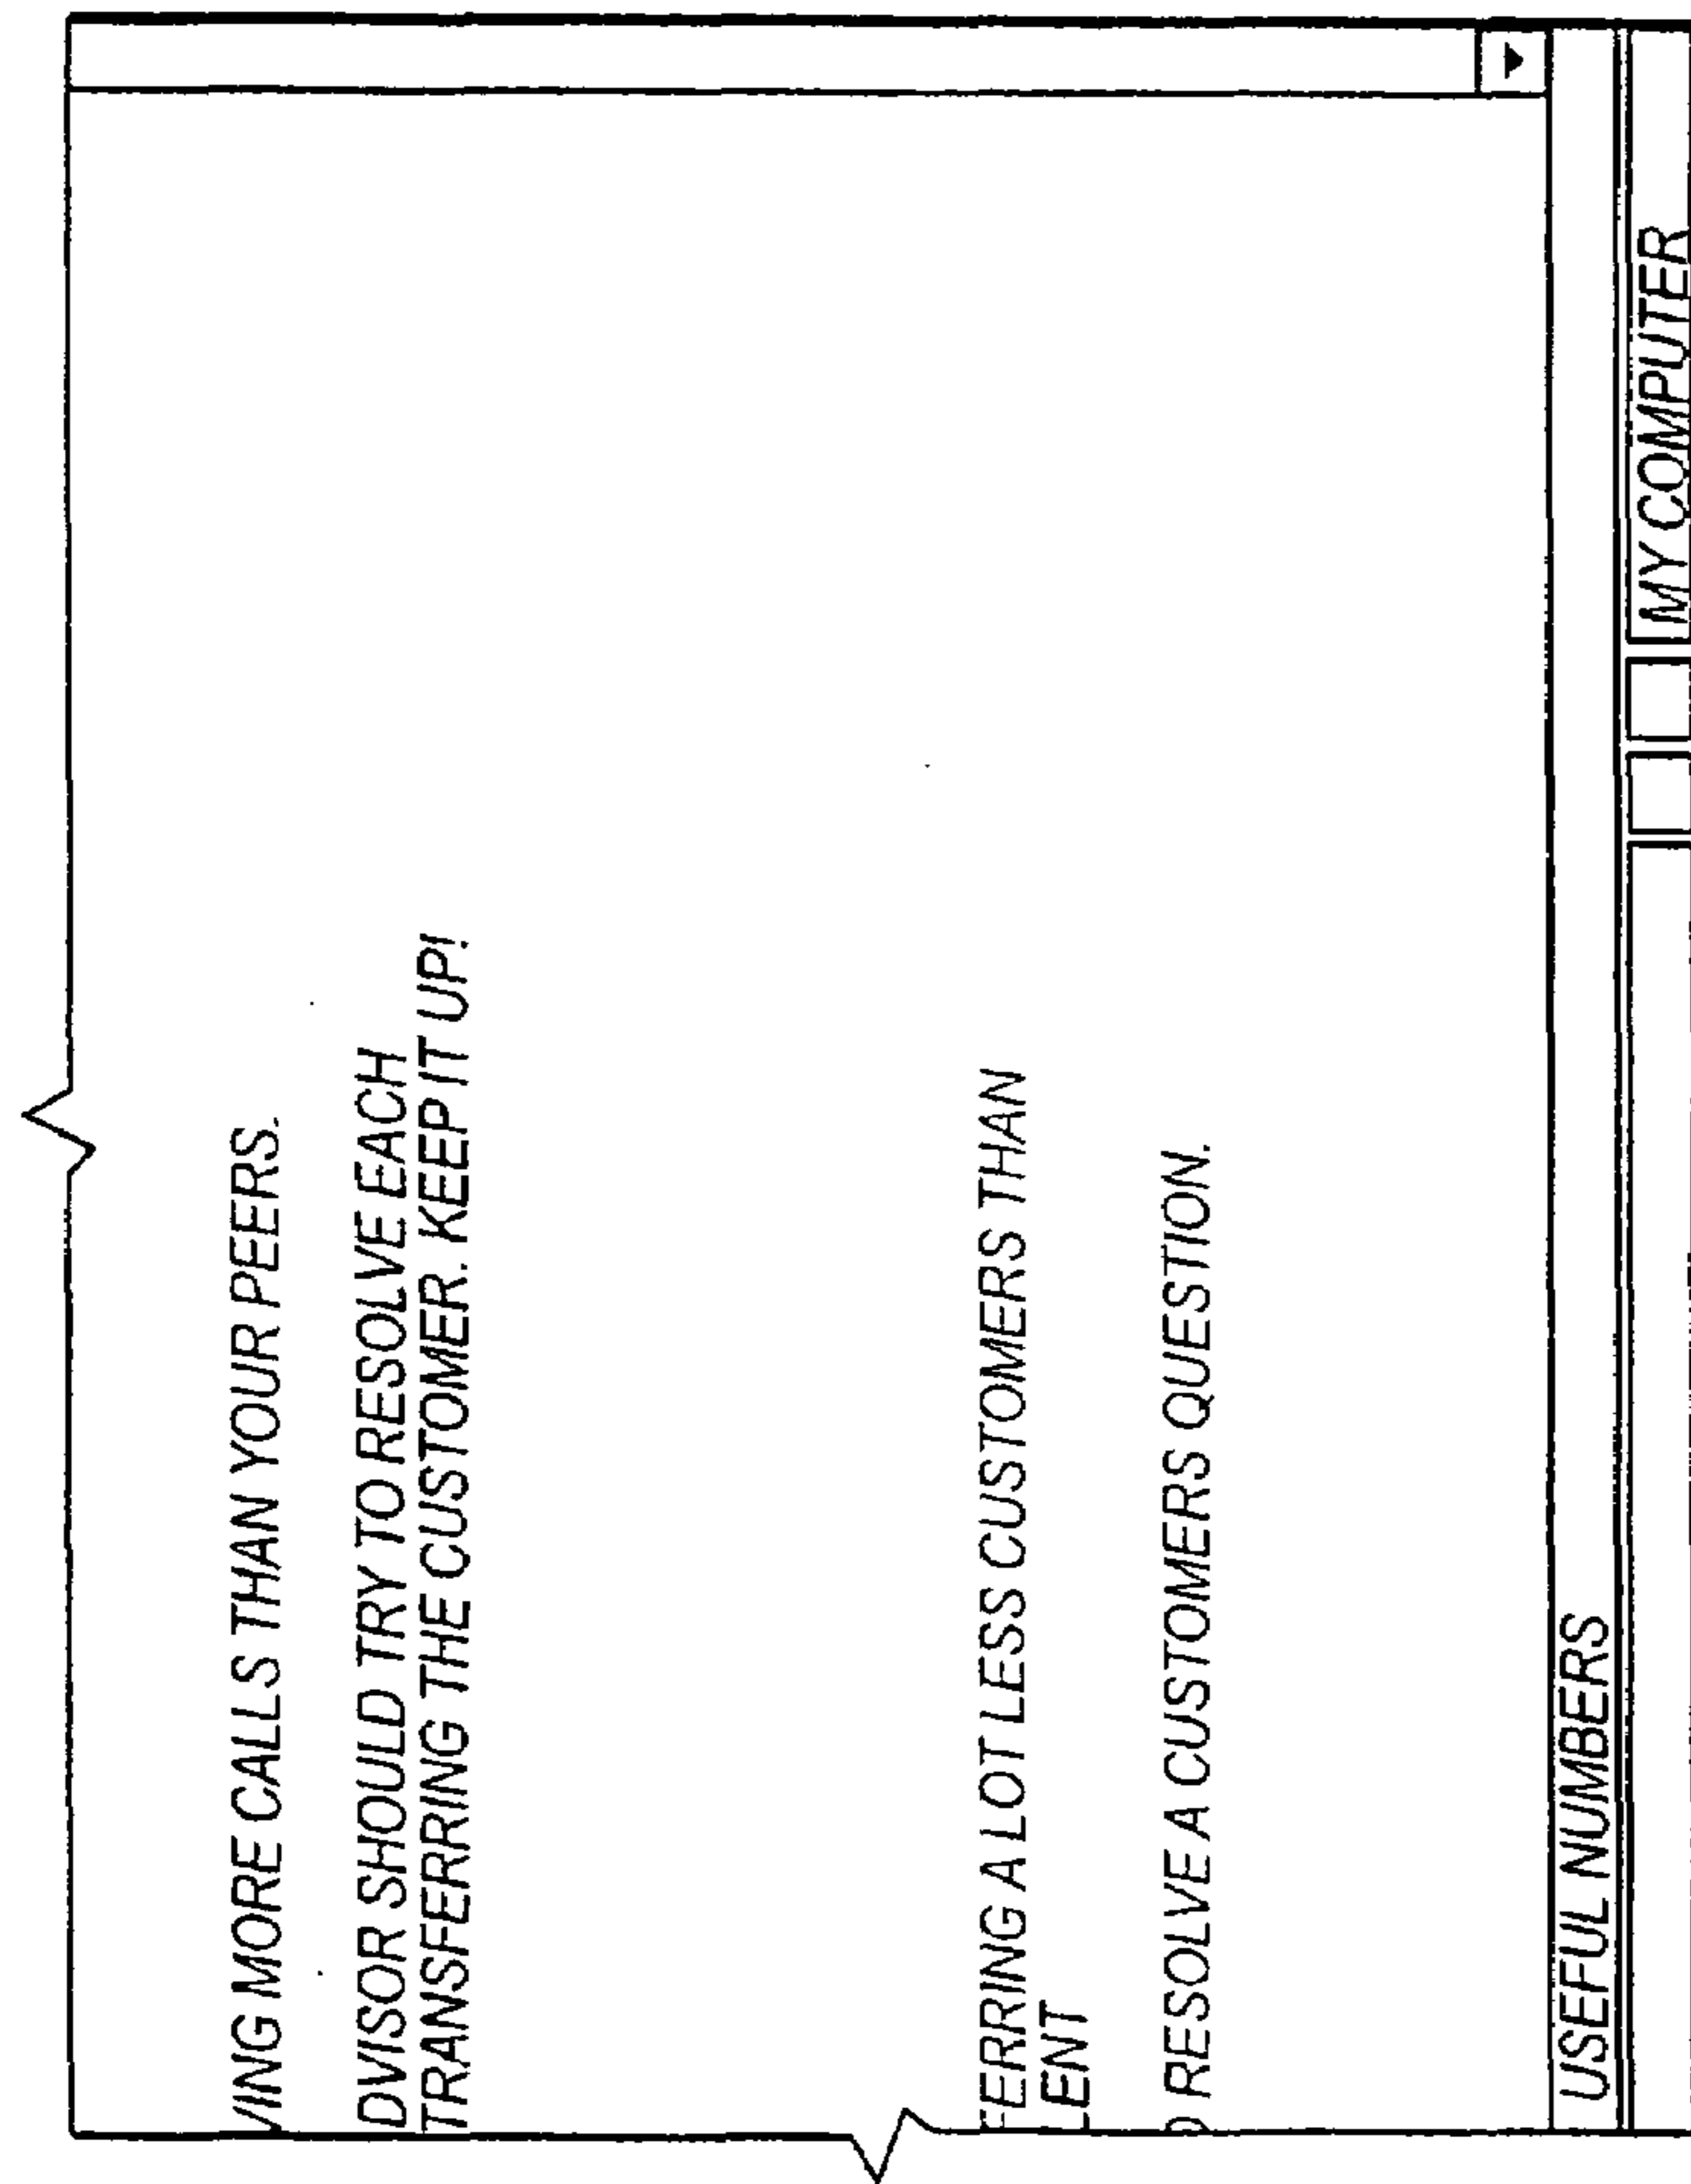 VING MORE CALLS THAN YOUR PEERS.
DVISOR SHOULD TRY TO RESOLVE EACH
TRANSFERRING THE CUSTOMER. KEEP IT UP!
FERRING A LOT LESS CUSTOMERS THAN
LENT
O RESOLVE A CUSTOMERS QUESTION.
USEFUL NUMBERS
MY COMPUTER